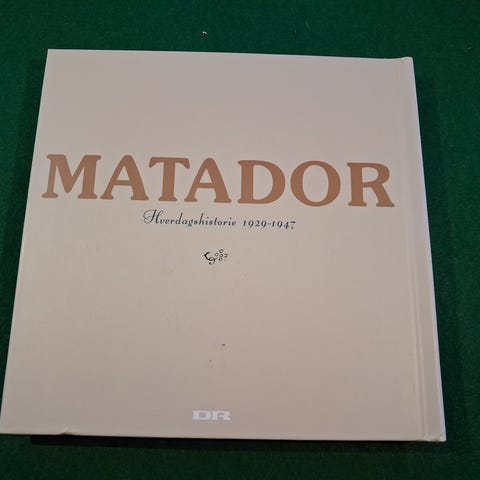 MATADOR
Hverdagshistorie 1929-1947
DR